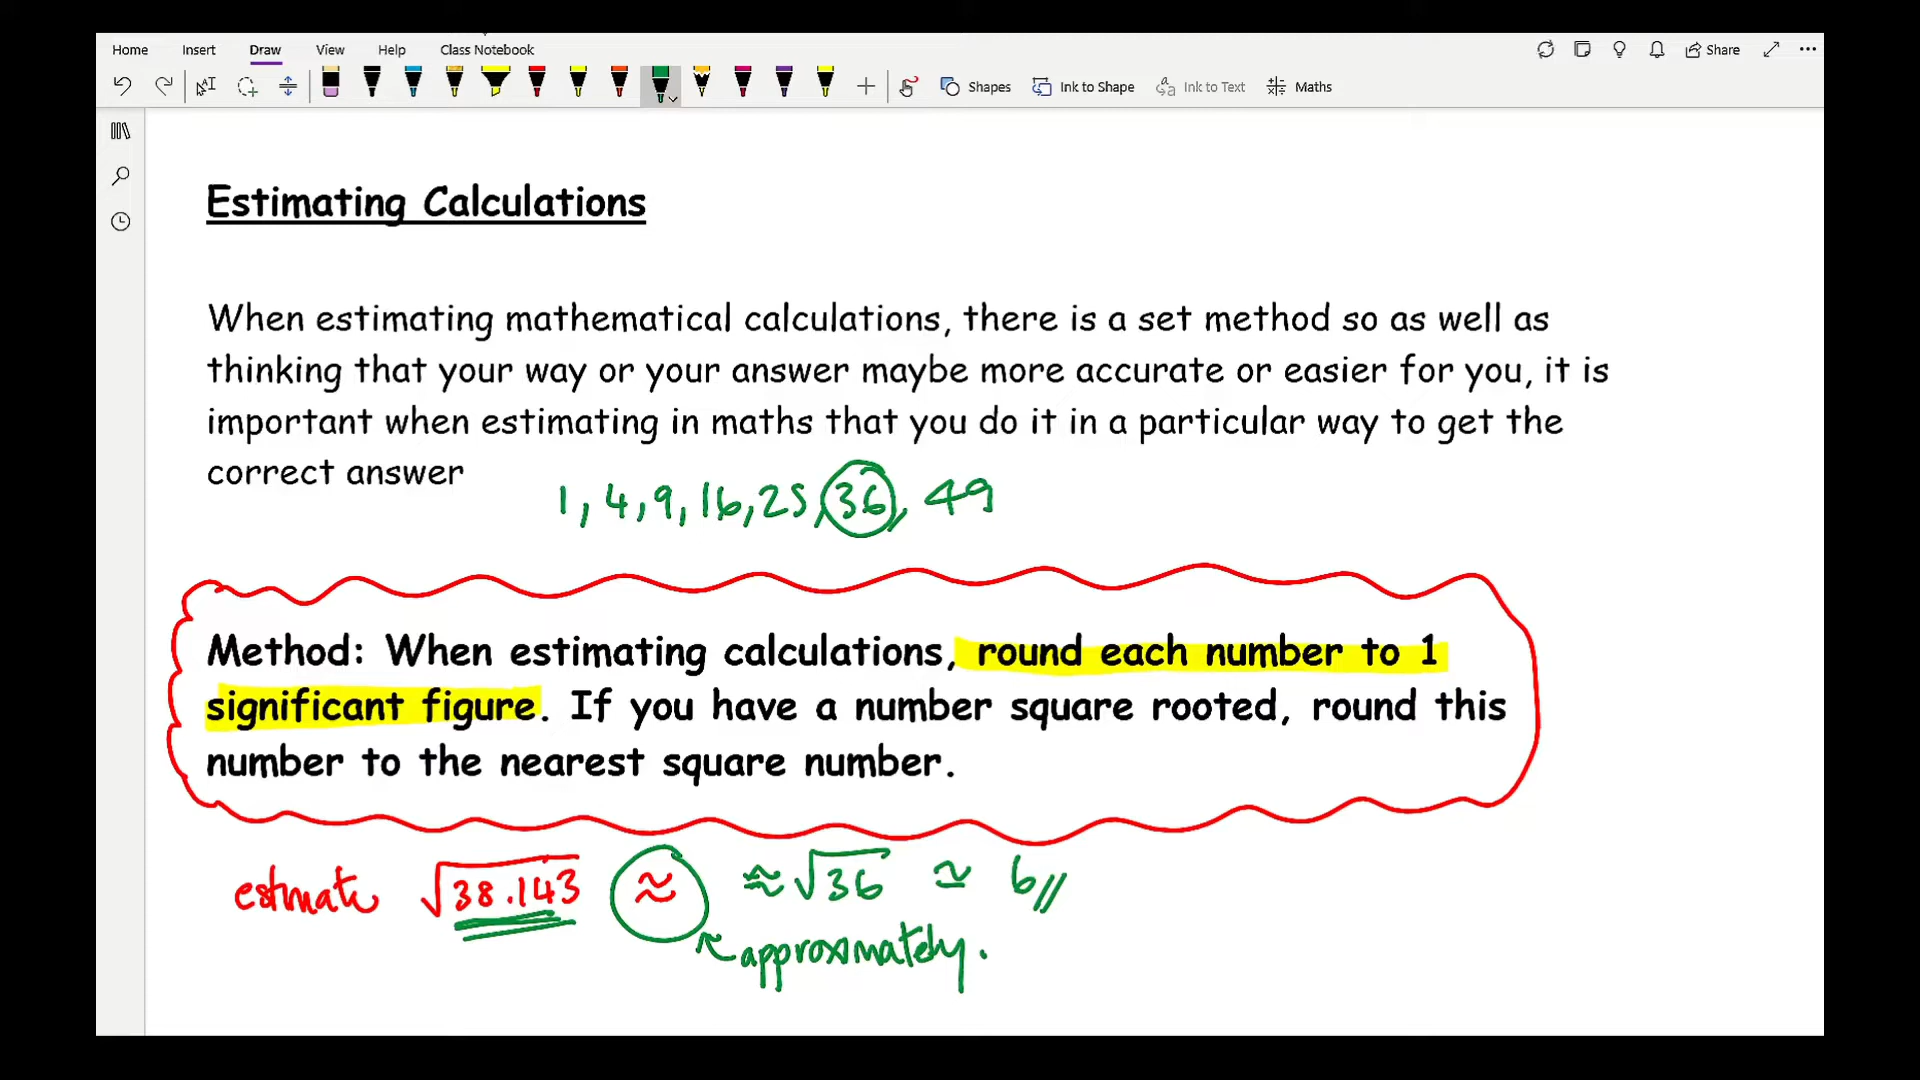 Home Insert Draw View Help Class Notebook Share
Shapes Ink to Shape Ink to Text Maths
Estimating Calculations
When estimating mathematical calculations, there is a set method so as well as
thinking that your way or your answer maybe more accurate or easier for you, it is
important when estimating in maths that you do it in a particular way to get the
correct answer
1, 4, 9, 16, 25, 36, 49
Method: When estimating calculations, round each number to 1
significant figure. If you have a number square rooted, round this
number to the nearest square number.
estimate √38.143 ≈ ≈ √36 ≃ 6//
approximately.